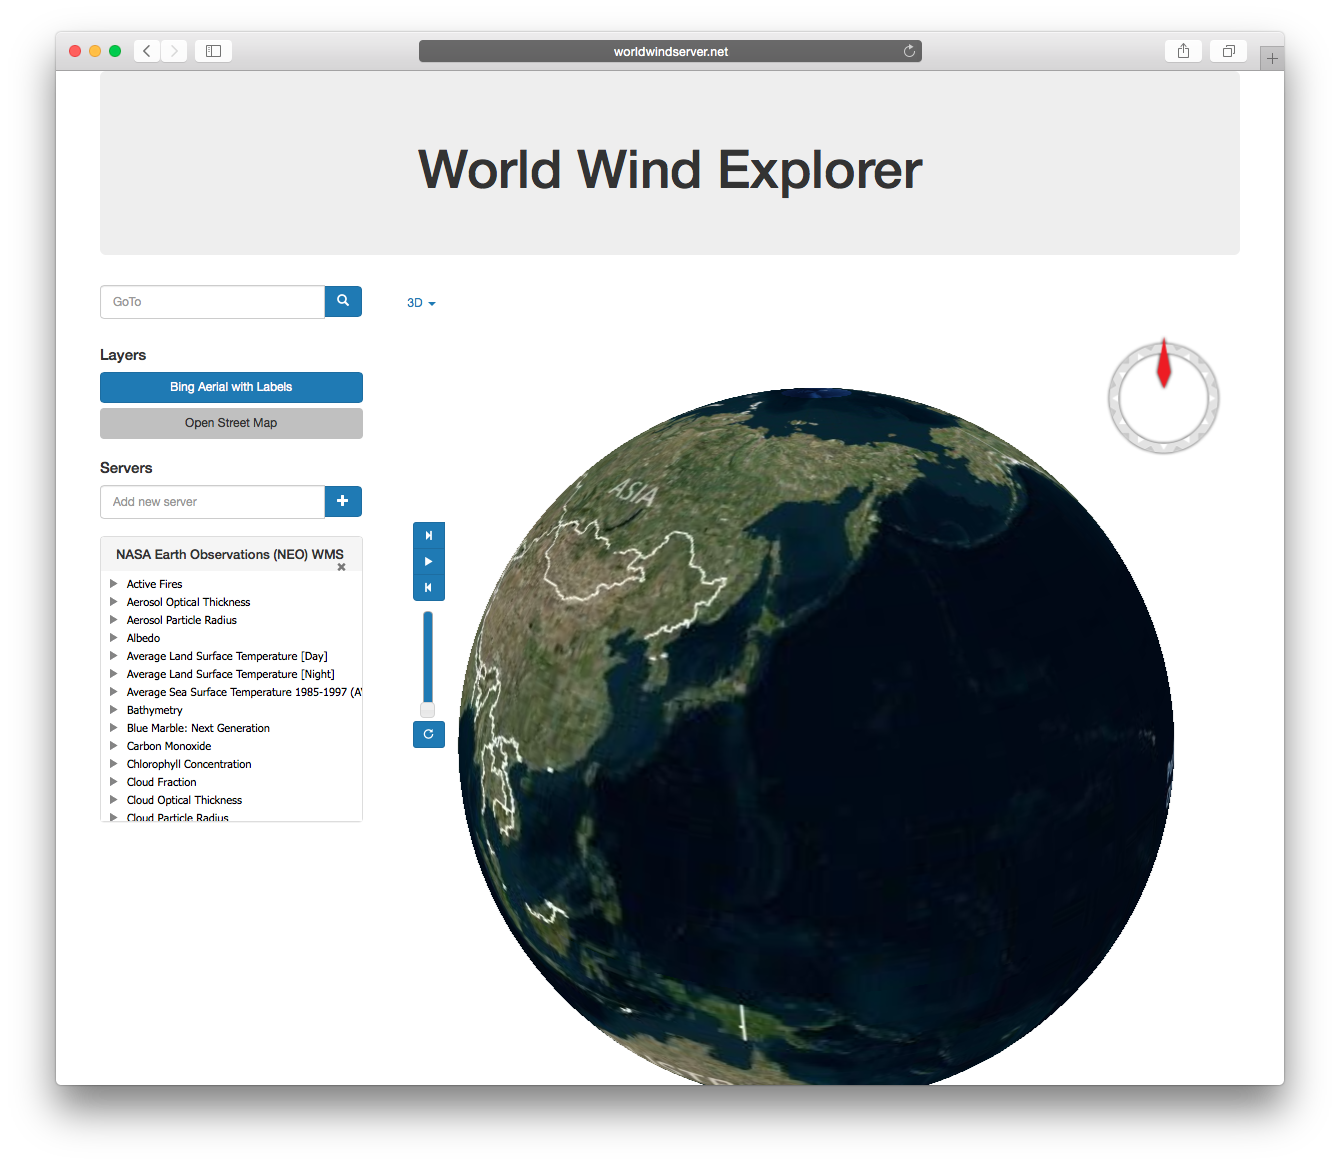 worldwindserver.net
World Wind Explorer
GoTo
3D
Layers
Bing Aerial with Labels
Open Street Map
Servers
Add new server
NASA Earth Observations (NEO) WMS
Active Fires
Aerosol Optical Thickness
Aerosol Particle Radius
Albedo
Average Land Surface Temperature [Day]
Average Land Surface Temperature [Night]
Average Sea Surface Temperature 1985-1997 (A
Bathymetry
Blue Marble: Next Generation
Carbon Monoxide
Chlorophyll Concentration
Cloud Fraction
Cloud Optical Thickness
Cloud Particle Radius
ASIA